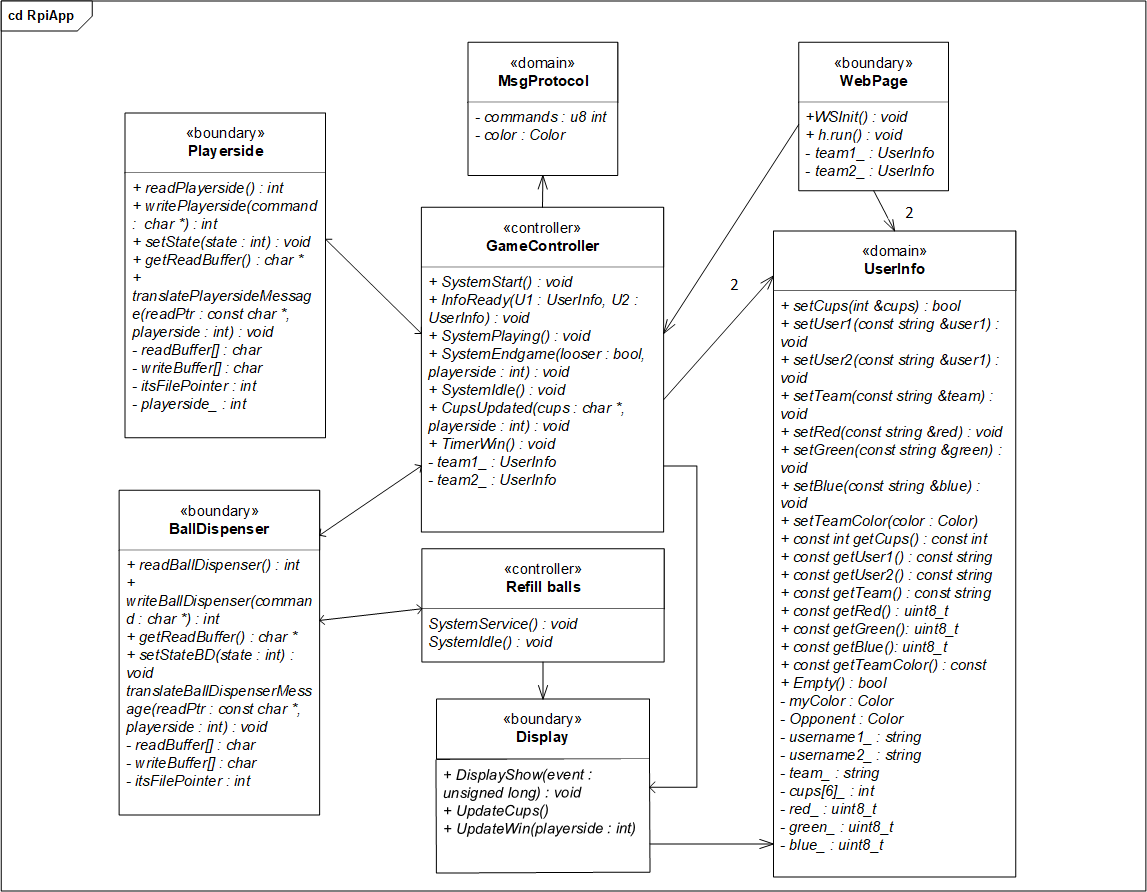 cd RpiApp
«domain»
MsgProtocol
- commands : u8 int
- color : Color
«boundary»
WebPage
+WSInit() : void
+ h.run() : void
- team1_ : UserInfo
- team2_ : UserInfo
«boundary»
Playerside
+ readPlayerside() : int
+ writePlayerside(command
: char *) : int
+ setState(state : int) : void
+ getReadBuffer() : char *
+
translatePlayersideMessag
e(readPtr : const char *,
playerside : int) : void
- readBuffer[] : char
- writeBuffer[] : char
- itsFilePointer : int
- playerside_ : int
«controller»
GameController
+ SystemStart() : void
+ InfoReady(U1 : UserInfo, U2 :
UserInfo) : void
+ SystemPlaying() : void
+ SystemEndgame(looser : bool,
playerside : int) : void
+ SystemIdle() : void
+ CupsUpdated(cups : char *,
playerside : int) : void
+ TimerWin() : void
- team1_ : UserInfo
- team2_ : UserInfo
2
2
«domain»
UserInfo
+ setCups(int &cups) : bool
+ setUser1(const string &user1) :
void
+ setUser2(const string &user1) :
void
+ setTeam(const string &team) :
void
+ setRed(const string &red) : void
+ setGreen(const string &green) :
void
+ setBlue(const string &blue) :
void
+ setTeamColor(color : Color)
+ const int getCups() : const int
+ const getUser1() : const string
+ const getUser2() : const string
+ const getTeam() : const string
+ const getRed() : uint8_t
+ const getGreen(): uint8_t
+ const getBlue(): uint8_t
+ const getTeamColor() : const
+ Empty() : bool
- myColor : Color
- Opponent : Color
- username1_ : string
- username2_ : string
- team_ : string
- cups[6]_ : int
- red_ : uint8_t
- green_ : uint8_t
- blue_ : uint8_t
«boundary»
BallDispenser
+ readBallDispenser() : int
+
writeBallDispenser(comman
d : char *) : int
+ getReadBuffer() : char *
+ setStateBD(state : int) :
void
translateBallDispenserMess
age(readPtr : const char *,
playerside : int) : void
- readBuffer[] : char
- writeBuffer[] : char
- itsFilePointer : int
«controller»
Refill balls
SystemService() : void
SystemIdle() : void
«boundary»
Display
+ DisplayShow(event :
unsigned long) : void
+ UpdateCups()
+ UpdateWin(playerside : int)